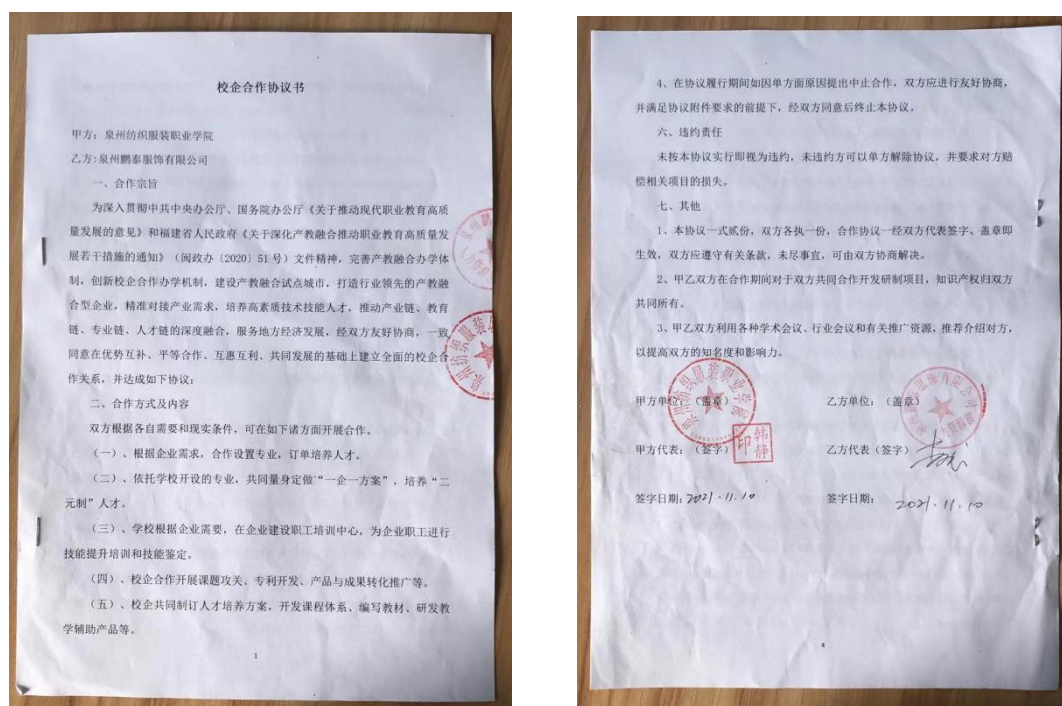 校企合作协议书
甲方：泉州纺织服装职业学院
乙方:泉州鹏泰服饰有限公司
一、合作宗旨
为深入贯彻中共中央办公厅、国务院办公厅《关于推动现代职业教育高质
量发展的意见》和福建省人民政府《关于深化产教融合推动职业教育高质量发
展若干措施的通知》（闽政办〔2020〕51号）文件精神，完善产教融合办学体
制，创新校企合作办学机制，建设产教融合试点城市，打造行业领先的产教融
合型企业，精准对接产业需求，培养高素质技术技能人才，推动产业链、教育
链、专业链、人才链的深度融合，服务地方经济发展，经双方友好协商，一致
同意在优势互补、平等合作、互惠互利、共同发展的基础上建立全面的校企合
作关系，并达成如下协议：
二、合作方式及内容
双方根据各自需要和现实条件，可在如下诸方面开展合作。
（一）、根据企业需求，合作设置专业，订单培养人才。
（二）、依托学校开设的专业，共同量身定做“一企一方案”，培养“二
元制”人才。
（三）、学校根据企业需要，在企业建设职工培训中心，为企业职工进行
技能提升培训和技能鉴定。
（四）、校企合作开展课题攻关、专利开发、产品与成果转化推广等。
（五）、校企共同制订人才培养方案，开发课程体系、编写教材、研发教
学辅助产品等。
1
4、在协议履行期间如因单方面原因提出中止合作，双方应进行友好协商，
并满足协议附件要求的前提下，经双方同意后终止本协议。
六、违约责任
未按本协议实行即视为违约，未违约方可以单方解除协议，并要求对方赔
偿相关项目的损失。
七、其他
1、本协议一式贰份，双方各执一份，合作协议一经双方代表签字、盖章即
生效，双方应遵守有关条款，未尽事宜，可由双方协商解决。
2、甲乙双方在合作期间对于双方共同合作开发研制项目，知识产权归双方
共同所有。
3、甲乙双方利用各种学术会议、行业会议和有关推广资源，推荐介绍对方，
以提高双方的知名度和影响力。
泉州纺织服装职业学院
甲方单位：（盖章） 乙方单位：（盖章）
甲方代表：（签字） 韩静印 乙方代表（签字）
签字日期：2021.11.10 签字日期：2021.11.10
4